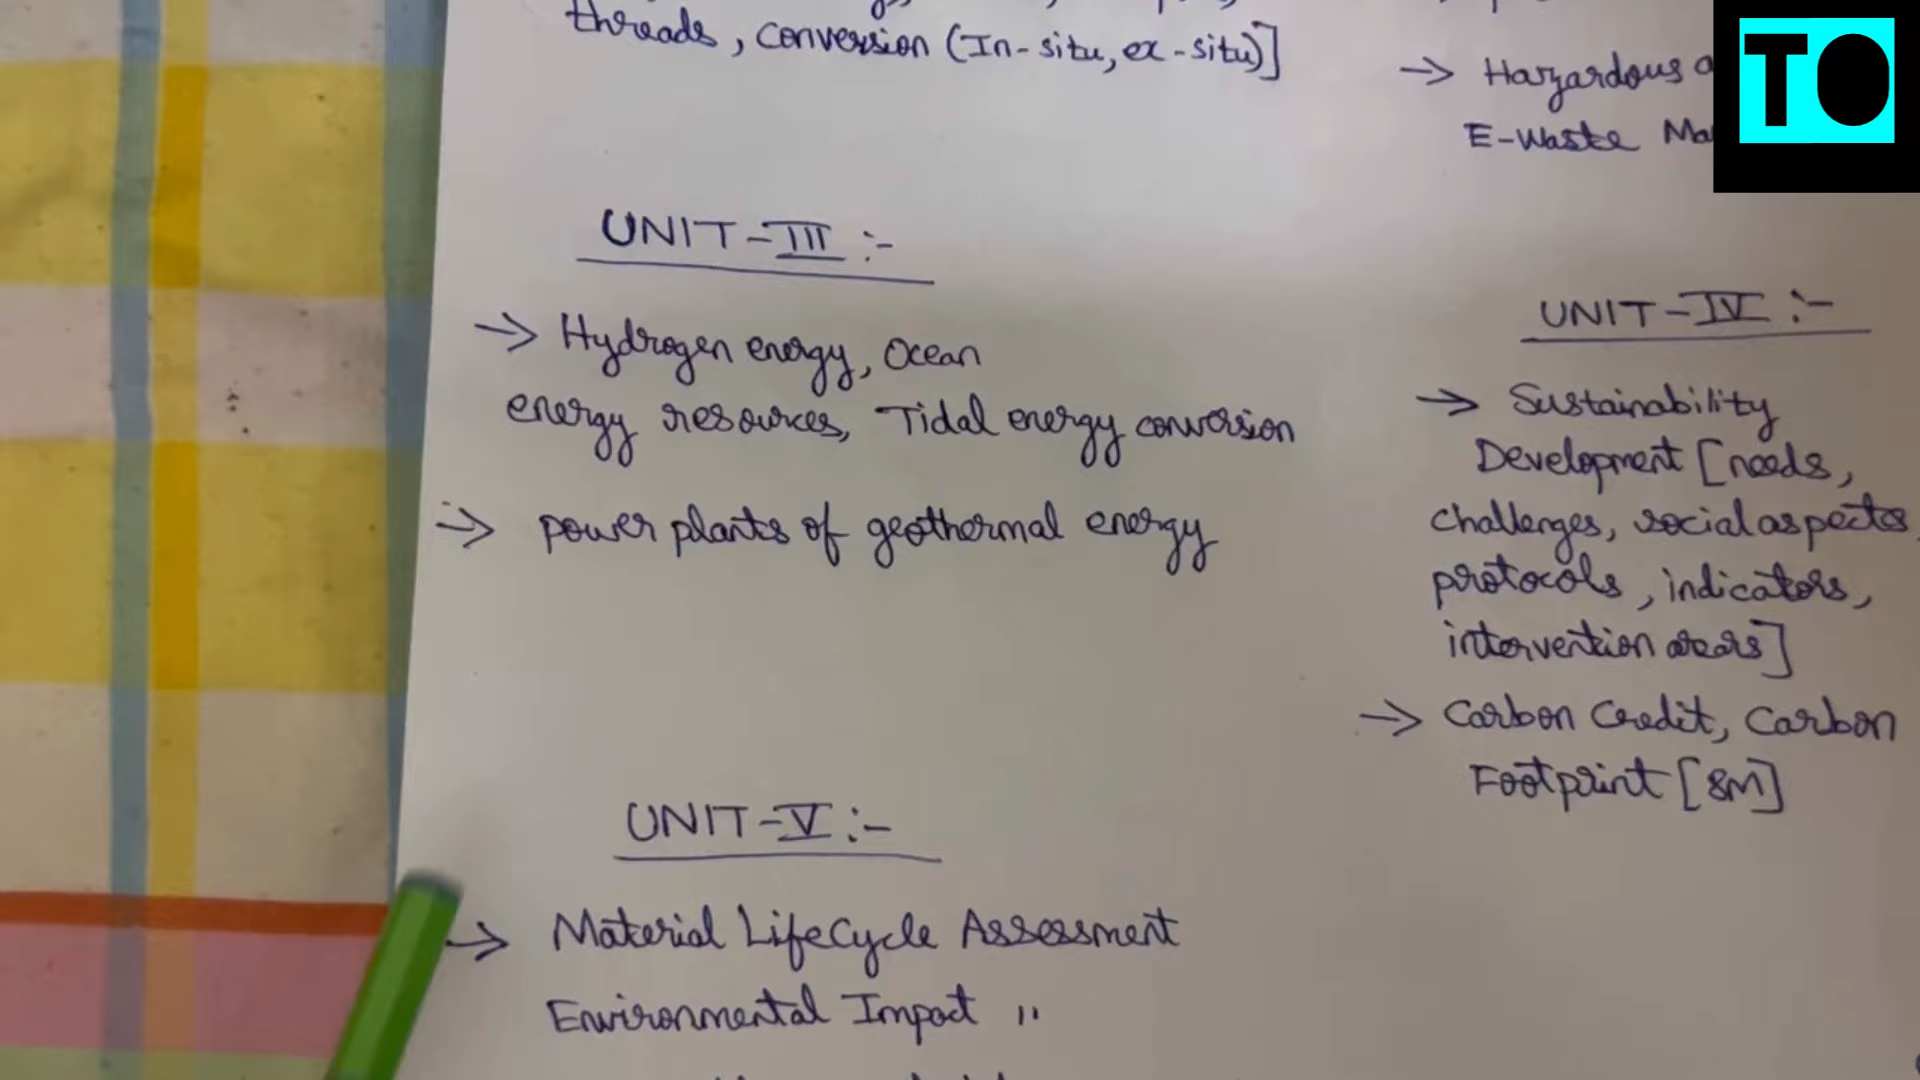 threads, conversion (In-situ, ex-situ)]
UNIT-III :-
→ Hydrogen energy, Ocean
energy resources, Tidal energy conversion
→ power plants of geothermal energy
UNIT-V :-
→ Material LifeCycle Assessment
Environmental Impact "
→ Hazardous
E-Waste
UNIT-IV :-
→ Sustainability
Development [needs,
challenges, social aspects,
protocols, indicators,
intervention areas]
→ Carbon Credit, Carbon
Footprint [8M]
TO